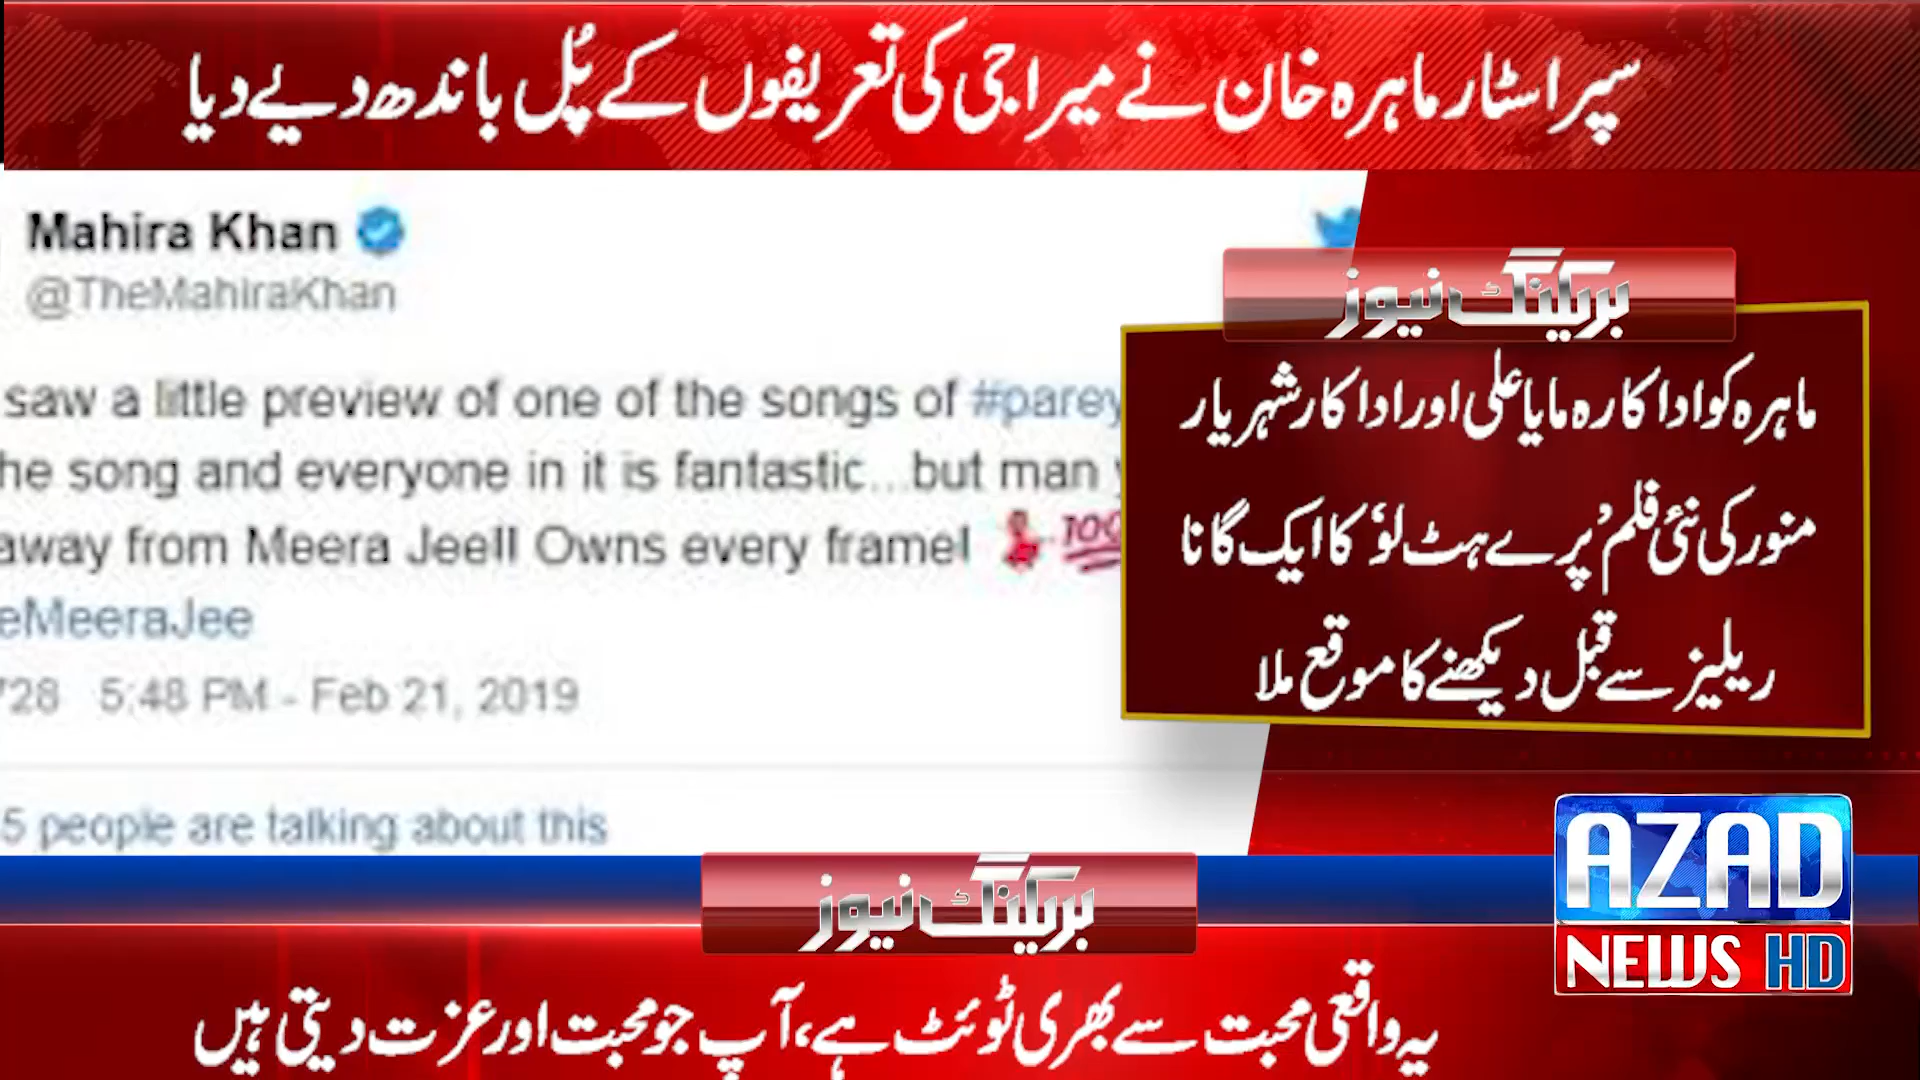 سپر اسٹار ماہرہ خان نے میرا جی کی تعریفوں کے پُل باندھ دیے دیا
Mahira Khan
@TheMahiraKhan
saw a little preview of one of the songs of #parey
he song and everyone in it is fantastic...but man y
away from Meera Jee!! Owns every frame! 💃💯
eMeeraJee
728 5:48 PM - Feb 21, 2019
5 people are talking about this
بریکنگ نیوز
ماہرہ کو اداکارہ مایا علی اور اداکار شہریار
منور کی نئی فلم ’پرے ہٹ لو‘ کا ایک گانا
ریلیز سے قبل دیکھنے کا موقع ملا
AZAD
NEWS HD
بریکنگ نیوز
یہ واقعی محبت سے بھری ٹوئٹ ہے، آپ جو محبت اور عزت دیتی ہیں